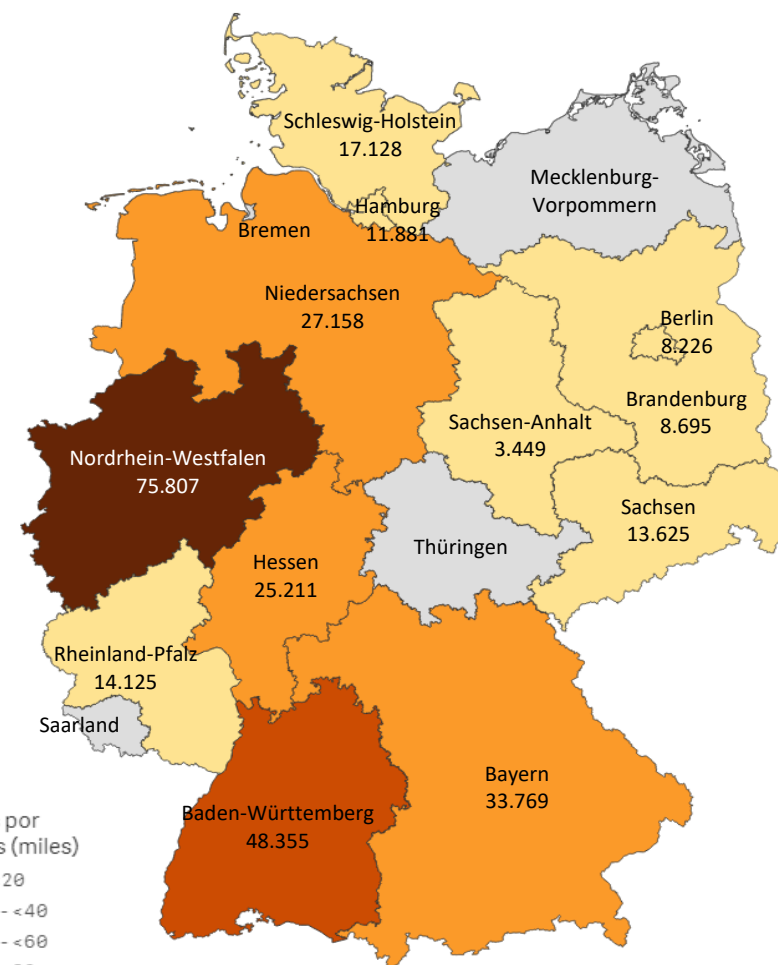 Schleswig-Holstein
17.128
Mecklenburg-
Vorpommern
Hamburg
11.881
Bremen
Niedersachsen
27.158
Berlin
8.226
Brandenburg
8.695
Sachsen-Anhalt
3.449
Nordrhein-Westfalen
75.807
Sachsen
13.625
Thüringen
Hessen
25.211
Rheinland-Pfalz
14.125
Saarland
Bayern
33.769
Baden-Württemberg
48.355
por
(miles)
20
- <40
- <60